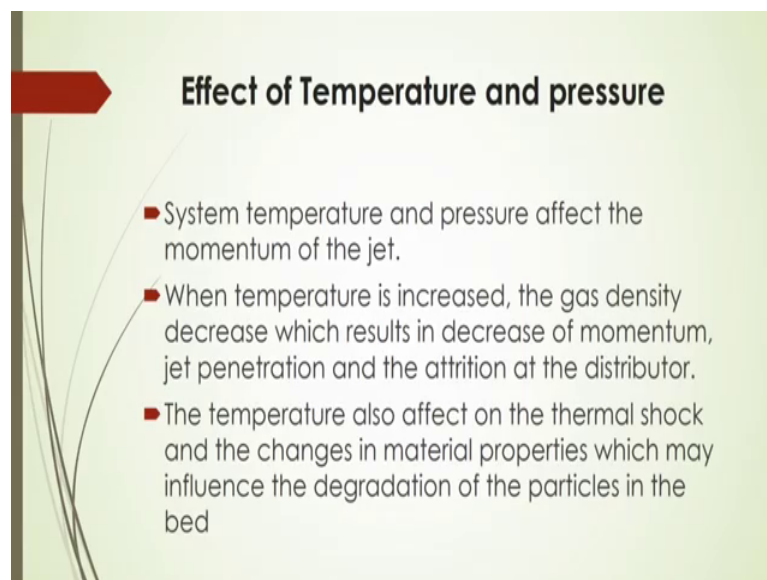 Effect of Temperature and pressure
System temperature and pressure affect the
momentum of the jet.
When temperature is increased, the gas density
decrease which results in decrease of momentum,
jet penetration and the attrition at the distributor.
The temperature also affect on the thermal shock
and the changes in material properties which may
influence the degradation of the particles in the
bed